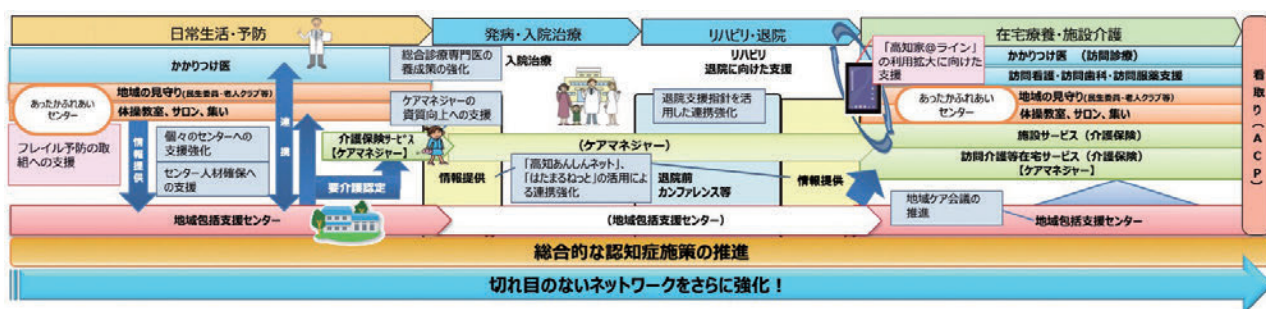 日常生活・予防
発病・入院治療
リハビリ・退院
在宅療養・施設介護
かかりつけ医
地域の見守り(民生委員・老人クラブ等)
あったかふれあい
センター
体操教室、サロン、集い
フレイル予防の取
組への支援
情報提供
個々のセンターへの
支援強化
センター人材確保へ
の支援
連携
要介護認定
地域包括支援センター
総合診療専門医の
養成策の強化
入院治療
ケアマネジャーの
資質向上への支援
介護保険サービス
【ケアマネジャー】
(ケアマネジャー)
情報提供
「高知あんしんネット」、
「はたまるねっと」の活用によ
る連携強化
リハビリ
退院に向けた支援
退院支援指針を活
用した連携強化
退院前
カンファレンス等
情報提供
(地域包括支援センター)
「高知家@ライン」
の利用拡大に向けた
支援
かかりつけ医 (訪問診療)
訪問看護・訪問歯科・訪問服薬支援
あったかふれあい
センター
地域の見守り(民生委員・老人クラブ等)
体操教室、サロン、集い
施設サービス(介護保険)
訪問介護等在宅サービス(介護保険)
【ケアマネジャー】
地域ケア会議の
推進
地域包括支援センター
看取り(ACP)
総合的な認知症施策の推進
切れ目のないネットワークをさらに強化!